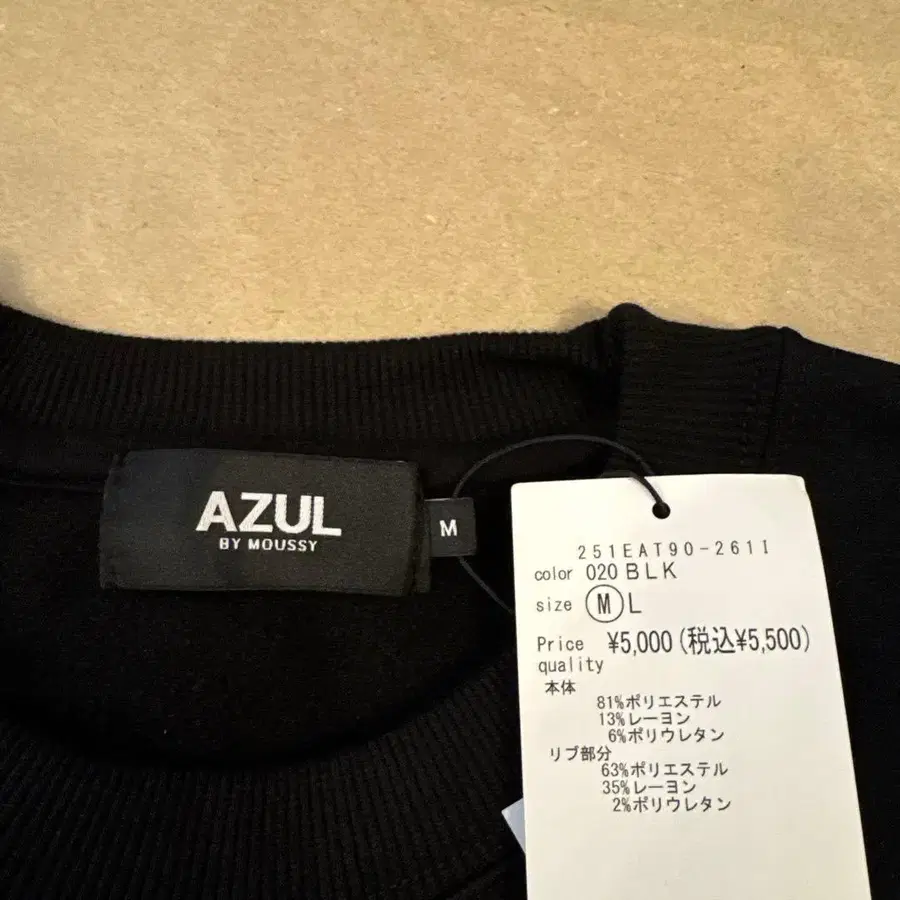 AZUL
BY MOUSSY
M
251EAT90-261I
color 020 BLK
size M L
Price ¥5,000(税込¥5,500)
quality
本体
81%ポリエステル
13%レーヨン
6%ポリウレタン
リブ部分
63%ポリエステル
35%レーヨン
2%ポリウレタン